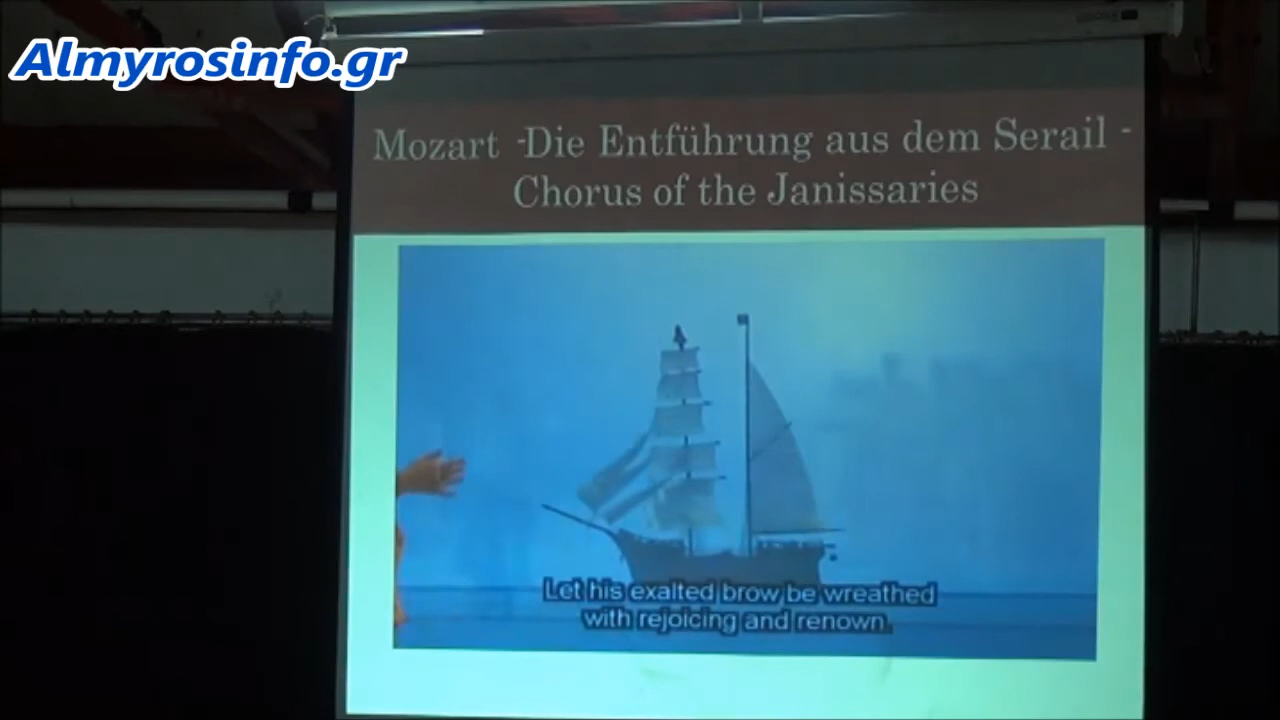 Almyrosinfo.gr
Mozart -Die Entführung aus dem Serail -
Chorus of the Janissaries
Let his exalted brow be wreathed
with rejoicing and renown.